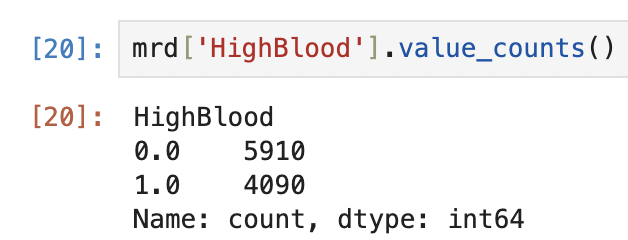 [20]: mrd['HighBlood'].value_counts()
[20]: HighBlood
0.0    5910
1.0    4090
Name: count, dtype: int64